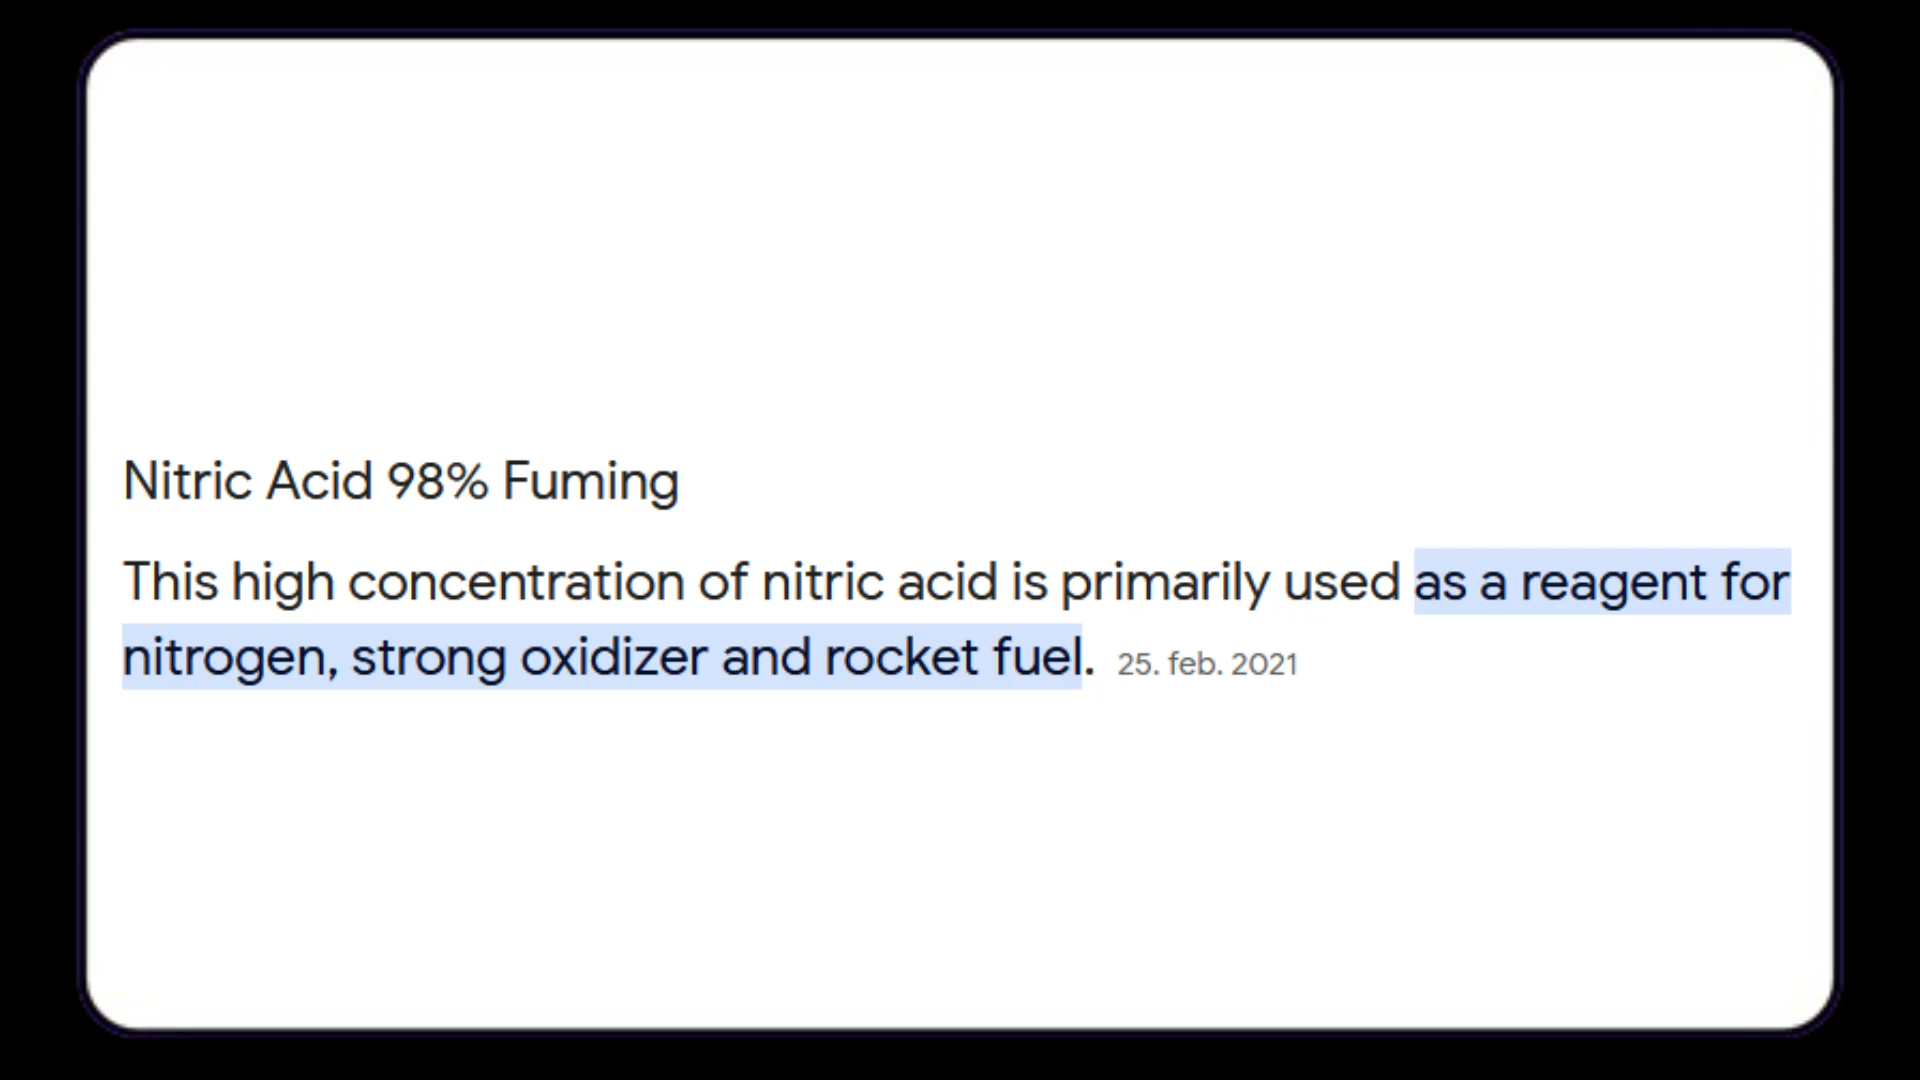 Nitric Acid 98% Fuming
This high concentration of nitric acid is primarily used as a reagent for
nitrogen, strong oxidizer and rocket fuel. 25. feb. 2021